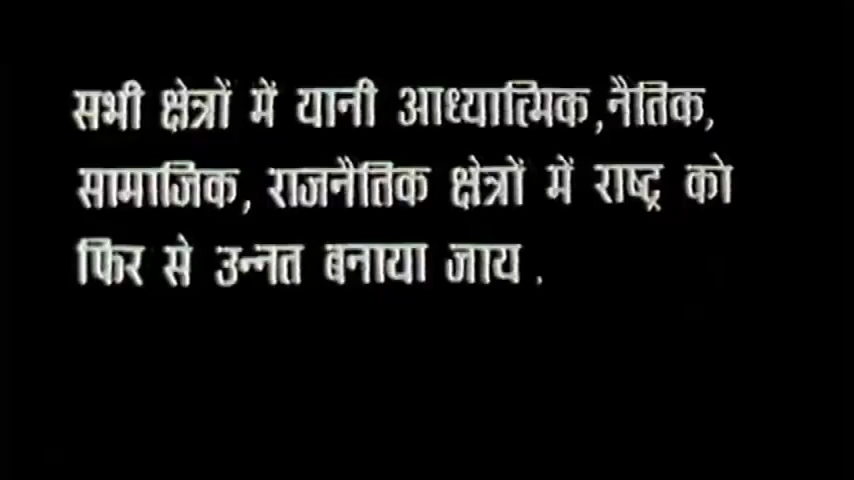 सभी क्षेत्रों में यानी आध्यात्मिक,नैतिक,
सामाजिक, राजनैतिक क्षेत्रों में राष्ट्र को
फिर से उन्नत बनाया जाय .